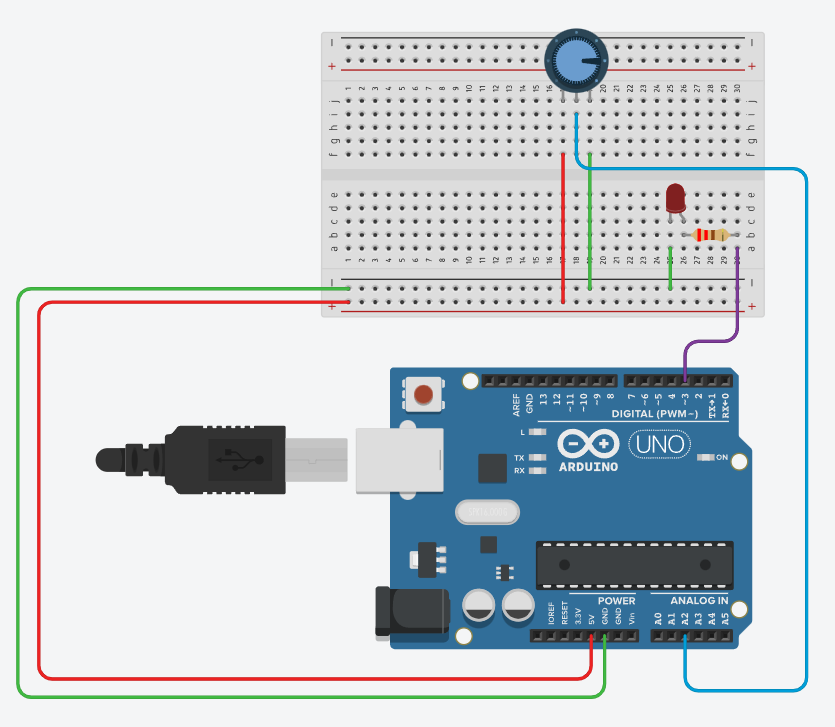 − −
+ +
1 2 3 4 5 6 7 8 9 10 11 12 13 14 15 16 20 21 22 23 24 25 26 27 28 29 30
j j
i i
h h
g g
f f
e e
d d
c c
b b
a a
1 2 3 4 5 6 7 8 9 10 11 12 13 14 15 16 17 18 19 20 21 22 23 24 25 26 27 28 29 30
− −
+ +
AREF GND 13 12 ~11 ~10 ~9 8 7 ~6 ~5 4 ~3 2 TX→1 RX←0
DIGITAL (PWM~)
L
TX
RX
ARDUINO
UNO
ON
POWER ANALOG IN
IOREF RESET 3.3V 5V GND GND Vin A0 A1 A2 A3 A4 A5